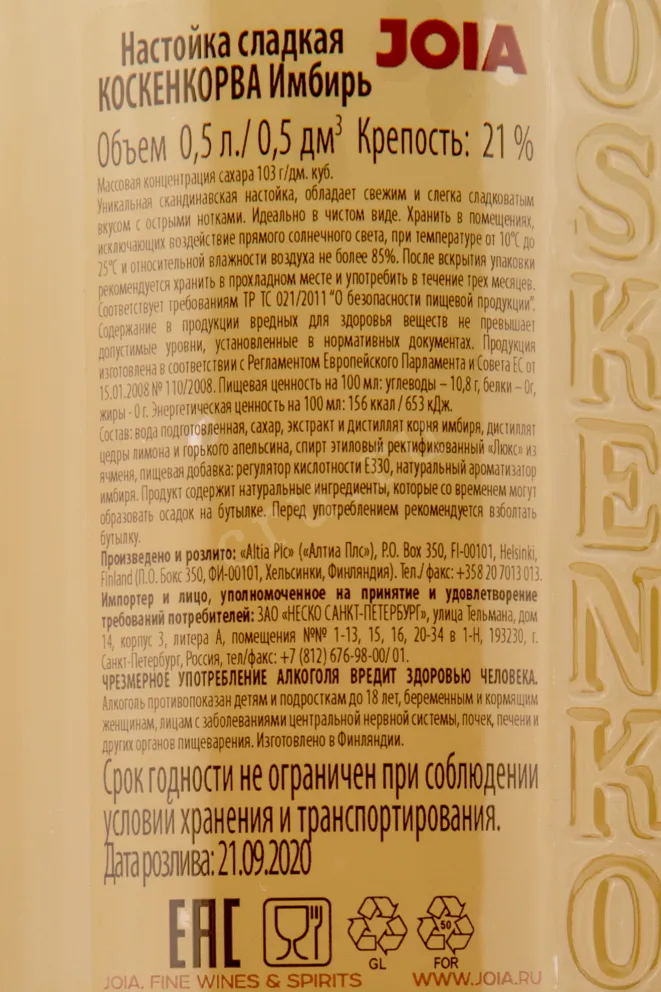 Настойка сладкая JOIA
КОСКЕНКОРВА Имбирь
Объем 0,5 л./ 0,5 дм³ Крепость: 21 %
Массовая концентрация сахара 103 г/дм. куб.
Уникальная скандинавская настойка, обладает свежим и слегка сладковатым
вкусом с острыми нотками. Идеально в чистом виде. Хранить в помещениях,
исключающих воздействие прямого солнечного света, при температуре от 10°С до
25°С и относительной влажности воздуха не более 85%. После вскрытия упаковки
рекомендуется хранить в прохладном месте и употребить в течение трех месяцев.
Соответствует требованиям ТР ТС 021/2011 "О безопасности пищевой продукции".
Содержание в продукции вредных для здоровья веществ не превышает
допустимые уровни, установленные в нормативных документах. Продукция
изготовлена в соответствии с Регламентом Европейского Парламента и Совета ЕС от
15.01.2008 № 110/2008. Пищевая ценность на 100 мл: углеводы – 10,8 г, белки – 0г,
жиры - 0 г. Энергетическая ценность на 100 мл: 156 ккал / 653 кДж.
Состав: вода подготовленная, сахар, экстракт и дистиллят корня имбиря, дистиллят
цедры лимона и горького апельсина, спирт этиловый ректификованный «Люкс» из
ячменя, пищевая добавка: регулятор кислотности Е330, натуральный ароматизатор
имбиря. Продукт содержит натуральные ингредиенты, которые со временем могут
образовать осадок на бутылке. Перед употреблением рекомендуется взболтать
бутылку.
Произведено и розлито: «Altia Plc» («Алтиа Плс»), P.O. Box 350, FI-00101, Helsinki,
Finland (П.О. Бокс 350, ФИ-00101, Хельсинки, Финляндия). Тел./ факс: +358 20 7013 013.
Импортер и лицо, уполномоченное на принятие и удовлетворение
требований потребителей: ЗАО «НЕСКО САНКТ-ПЕТЕРБУРГ», улица Тельмана, дом
14, корпус 3, литера А, помещения №№ 1-13, 15, 16, 20-34 в 1-Н, 193230, г.
Санкт-Петербург, Россия, тел/факс: +7 (812) 676-98-00/ 01.
ЧРЕЗМЕРНОЕ УПОТРЕБЛЕНИЕ АЛКОГОЛЯ ВРЕДИТ ЗДОРОВЬЮ ЧЕЛОВЕКА.
Алкоголь противопоказан детям и подросткам до 18 лет, беременным и кормящим
женщинам, лицам с заболеваниями центральной нервной системы, почек, печени и
других органов пищеварения. Изготовлено в Финляндии.
Срок годности не ограничен при соблюдении
условий хранения и транспортирования.
Дата розлива: 21.09.2020
ЕАС
50
GL FOR
JOIA. FINE WINES & SPIRITS WWW.JOIA.RU
OSKENKO